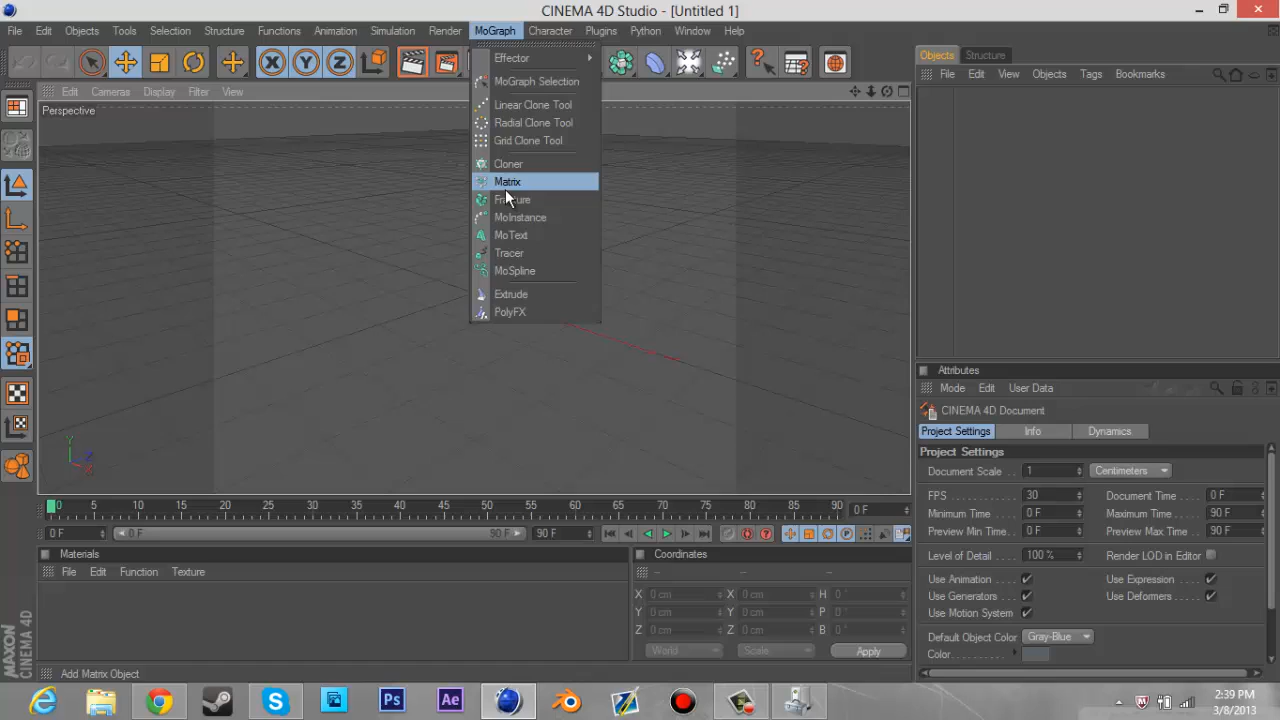 CINEMA 4D Studio - [Untitled 1]
File Edit Objects Tools Selection Structure Functions Animation Simulation Render MoGraph Character Plugins Python Window Help
Objects Structure
File Edit View Objects Tags Bookmarks
Edit Cameras Display Filter View
Perspective
Effector
MoGraph Selection
Linear Clone Tool
Radial Clone Tool
Grid Clone Tool
Cloner
Matrix
Fracture
MoInstance
MoText
Tracer
MoSpline
Extrude
PolyFX
X Y Z
Y Z X
Attributes
Mode Edit User Data
CINEMA 4D Document
Project Settings Info Dynamics
Project Settings
Document Scale . . 1 Centimeters
FPS 30 Document Time . . 0 F
Minimum Time 0 F Maximum Time 90 F
Preview Min Time . . 0 F Preview Max Time 90 F
Level of Detail 100 % Render LOD in Editor
Use Animation . . . Use Expression . . .
Use Generators . . . Use Deformers . . .
Use Motion System
Default Object Color Gray-Blue
Color
0 5 10 15 20 25 30 35 40 45 50 55 60 65 70 75 80 85 90 0 F
0 F 0 F 90 F 90 F
Materials
File Edit Function Texture
Coordinates
-- -- --
X 0 cm X 0 cm H 0 °
Y 0 cm Y 0 cm P 0 °
Z 0 cm Z 0 cm B 0 °
World Scale Apply
MAXON CINEMA 4D
Add Matrix Object
Ps Ae
2:39 PM
3/8/2013